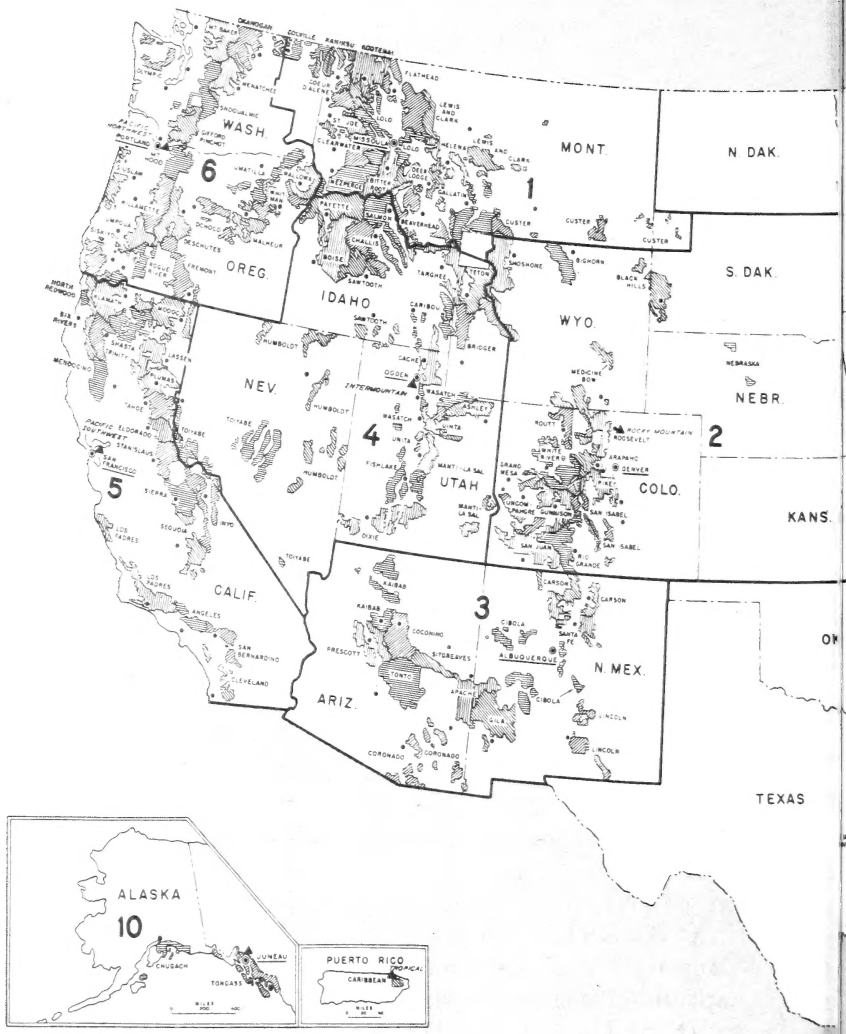 OKANOGAN
COLVILLE
KANIKSU
KOOTENAI
MT BAKER
OLYMPIC
WENATCHEE
SNOQUALMIE
WASH.
GIFFORD
PINCHOT
PACIFIC
NORTHWEST
PORTLAND
HOOD
6
UMATILLA
WALLOWA
WHIT
MAN
SIUSLAW
WILLAMETTE
OCHOCO
MALHEUR
UMPQUA
DESCHUTES
SISKIYOU
ROGUE
RIVER
FREMONT
OREG.
COEUR
D'ALENE
FLATHEAD
LEWIS
AND
CLARK
ST JOE
LOLO
MISSOULA
LOLO
CLEARWATER
HELENA
LEWIS
AND
CLARK
MONT.
NEZPERCE
BITTER
ROOT
DEER
LODGE
GALLATIN
1
BEAVERHEAD
CUSTER
CUSTER
CUSTER
N. DAK.
S. DAK.
PAYETTE
SALMON
CHALLIS
BOISE
SAWTOOTH
TARGHEE
TETON
IDAHO
SAWTOOTH
CARIBOU
SHOSHONE
BIGHORN
BLACK
HILLS
WYO.
BRIDGER
MEDICINE
BOW
NEBRASKA
NEBR.
NORTH
REDWOOD
KLAMATH
MODOC
SIX
RIVERS
SHASTA
TRINITY
LASSEN
MENDOCINO
PLUMAS
TAHOE
PACIFIC
SOUTHWEST
ELDORADO
TOIYABE
STANISLAUS
SAN
FRANCISCO
5
SIERRA
INYO
SEQUOIA
LOS
PADRES
LOS
PADRES
CALIF.
ANGELES
SAN
BERNARDINO
CLEVELAND
HUMBOLDT
NEV.
HUMBOLDT
TOIYABE
HUMBOLDT
TOIYABE
CACHE
OGDEN
INTERMOUNTAIN
WASATCH
ASHLEY
WASATCH
UINTA
4
UNITA
FISHLAKE
MANTI-LA SAL
UTAH
MANTI-
LA SAL
DIXIE
ROUTT
ROCKY MOUNTAIN
ROOSEVELT
2
WHITE
RIVER
ARAPAHO
DENVER
GRAND
MESA
PIKE
COLO.
UNCOM
PAHGRE
GUNNISON
SAN ISABEL
SAN JUAN
RIO
GRANDE
SAN ISABEL
KANS.
KAIBAB
KAIBAB
3
CARSON
CARSON
CIBOLA
SANTA
FE
COCONINO
PRESCOTT
SITGREAVES
ALBUQUERQUE
N. MEX.
TONTO
ARIZ.
APACHE
GILA
CIBOLA
LINCOLN
LINCOLN
CORONADO
CORONADO
TEXAS
ALASKA
10
CHUGACH
JUNEAU
TONGASS
MILES
PUERTO RICO
TROPICAL
CARIBBEAN
MILES